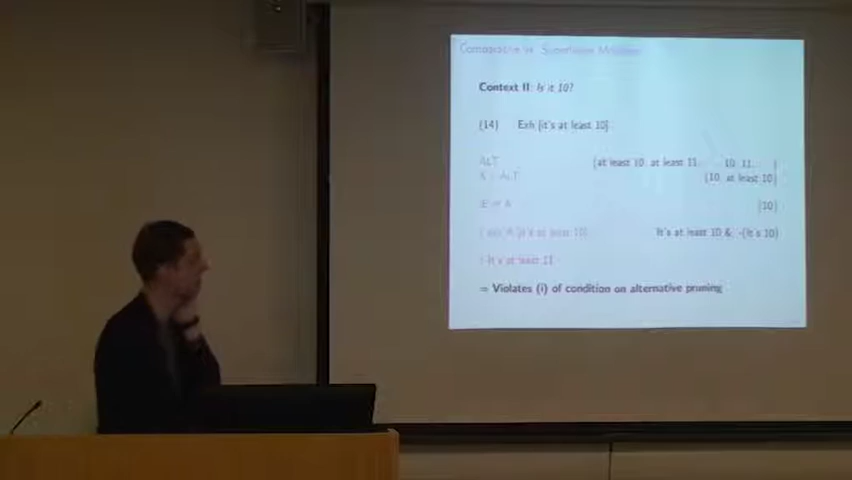 Comparative vs. Superlative Modifiers
Context II: Is it 10?
(14) Exh [it's at least 10]
ALT {at least 10, at least 11, ... 10, 11, ... }
{10, at least 10}
{10}
It's at least 10 & ¬(it's 10)
it's at least 11
= Violates (i) of condition on alternative pruning